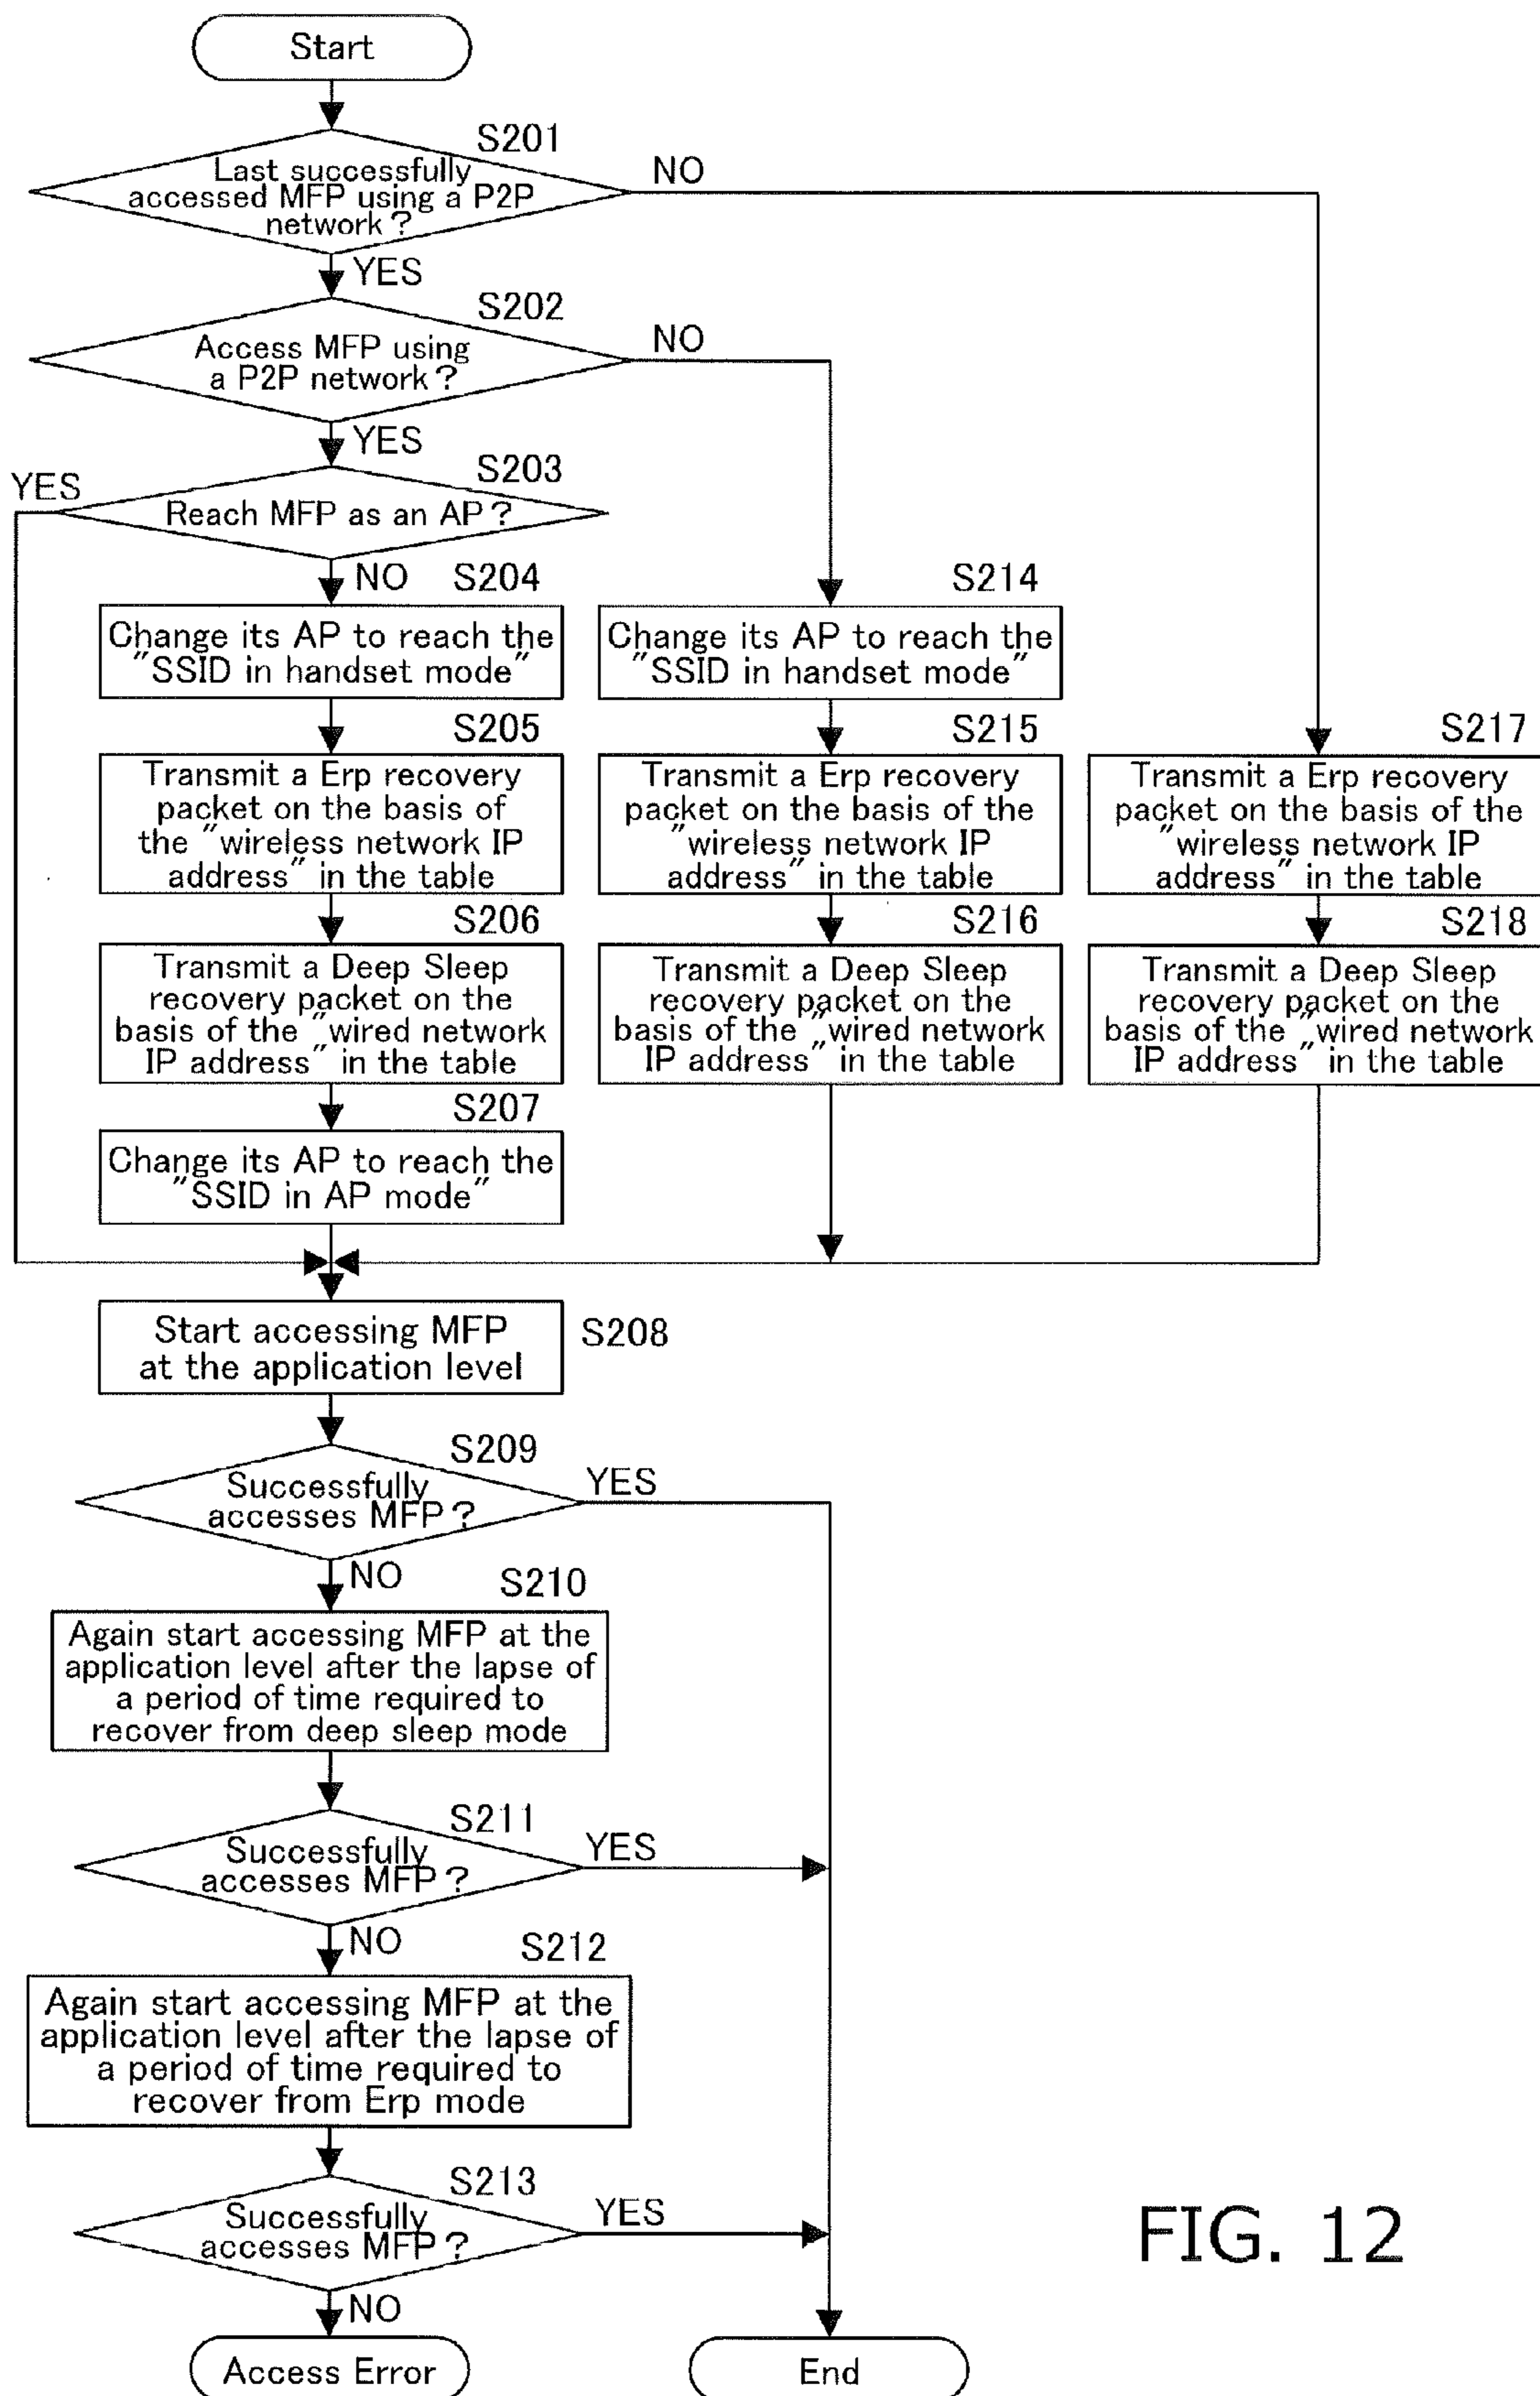 Start
S201
Last successfully
accessed MFP using a P2P
network?
NO
YES
S202
Access MFP using
a P2P network?
NO
YES
S203
YES
Reach MFP as an AP?
NO
S204
Change its AP to reach the
"SSID in handset mode"
S205
Transmit a Erp recovery
packet on the basis of
the "wireless network IP
address" in the table
S206
Transmit a Deep Sleep
recovery packet on the
basis of the "wired network
IP address" in the table
S207
Change its AP to reach the
"SSID in AP mode"
S214
Change its AP to reach the
"SSID in handset mode"
S215
Transmit a Erp recovery
packet on the basis of the
"wireless network IP
address" in the table
S216
Transmit a Deep Sleep
recovery packet on the
basis of the "wired network
IP address" in the table
S217
Transmit a Erp recovery
packet on the basis of the
"wireless network IP
address" in the table
S218
Transmit a Deep Sleep
recovery packet on the
basis of the "wired network
IP address" in the table
Start accessing MFP
at the application level
S208
S209
Successfully
accesses MFP?
YES
NO
S210
Again start accessing MFP at the
application level after the lapse of
a period of time required to
recover from deep sleep mode
S211
Successfully
accesses MFP?
YES
NO
S212
Again start accessing MFP at the
application level after the lapse of
a period of time required to
recover from Erp mode
S213
Successfully
accesses MFP?
YES
NO
Access Error
End
FIG. 12